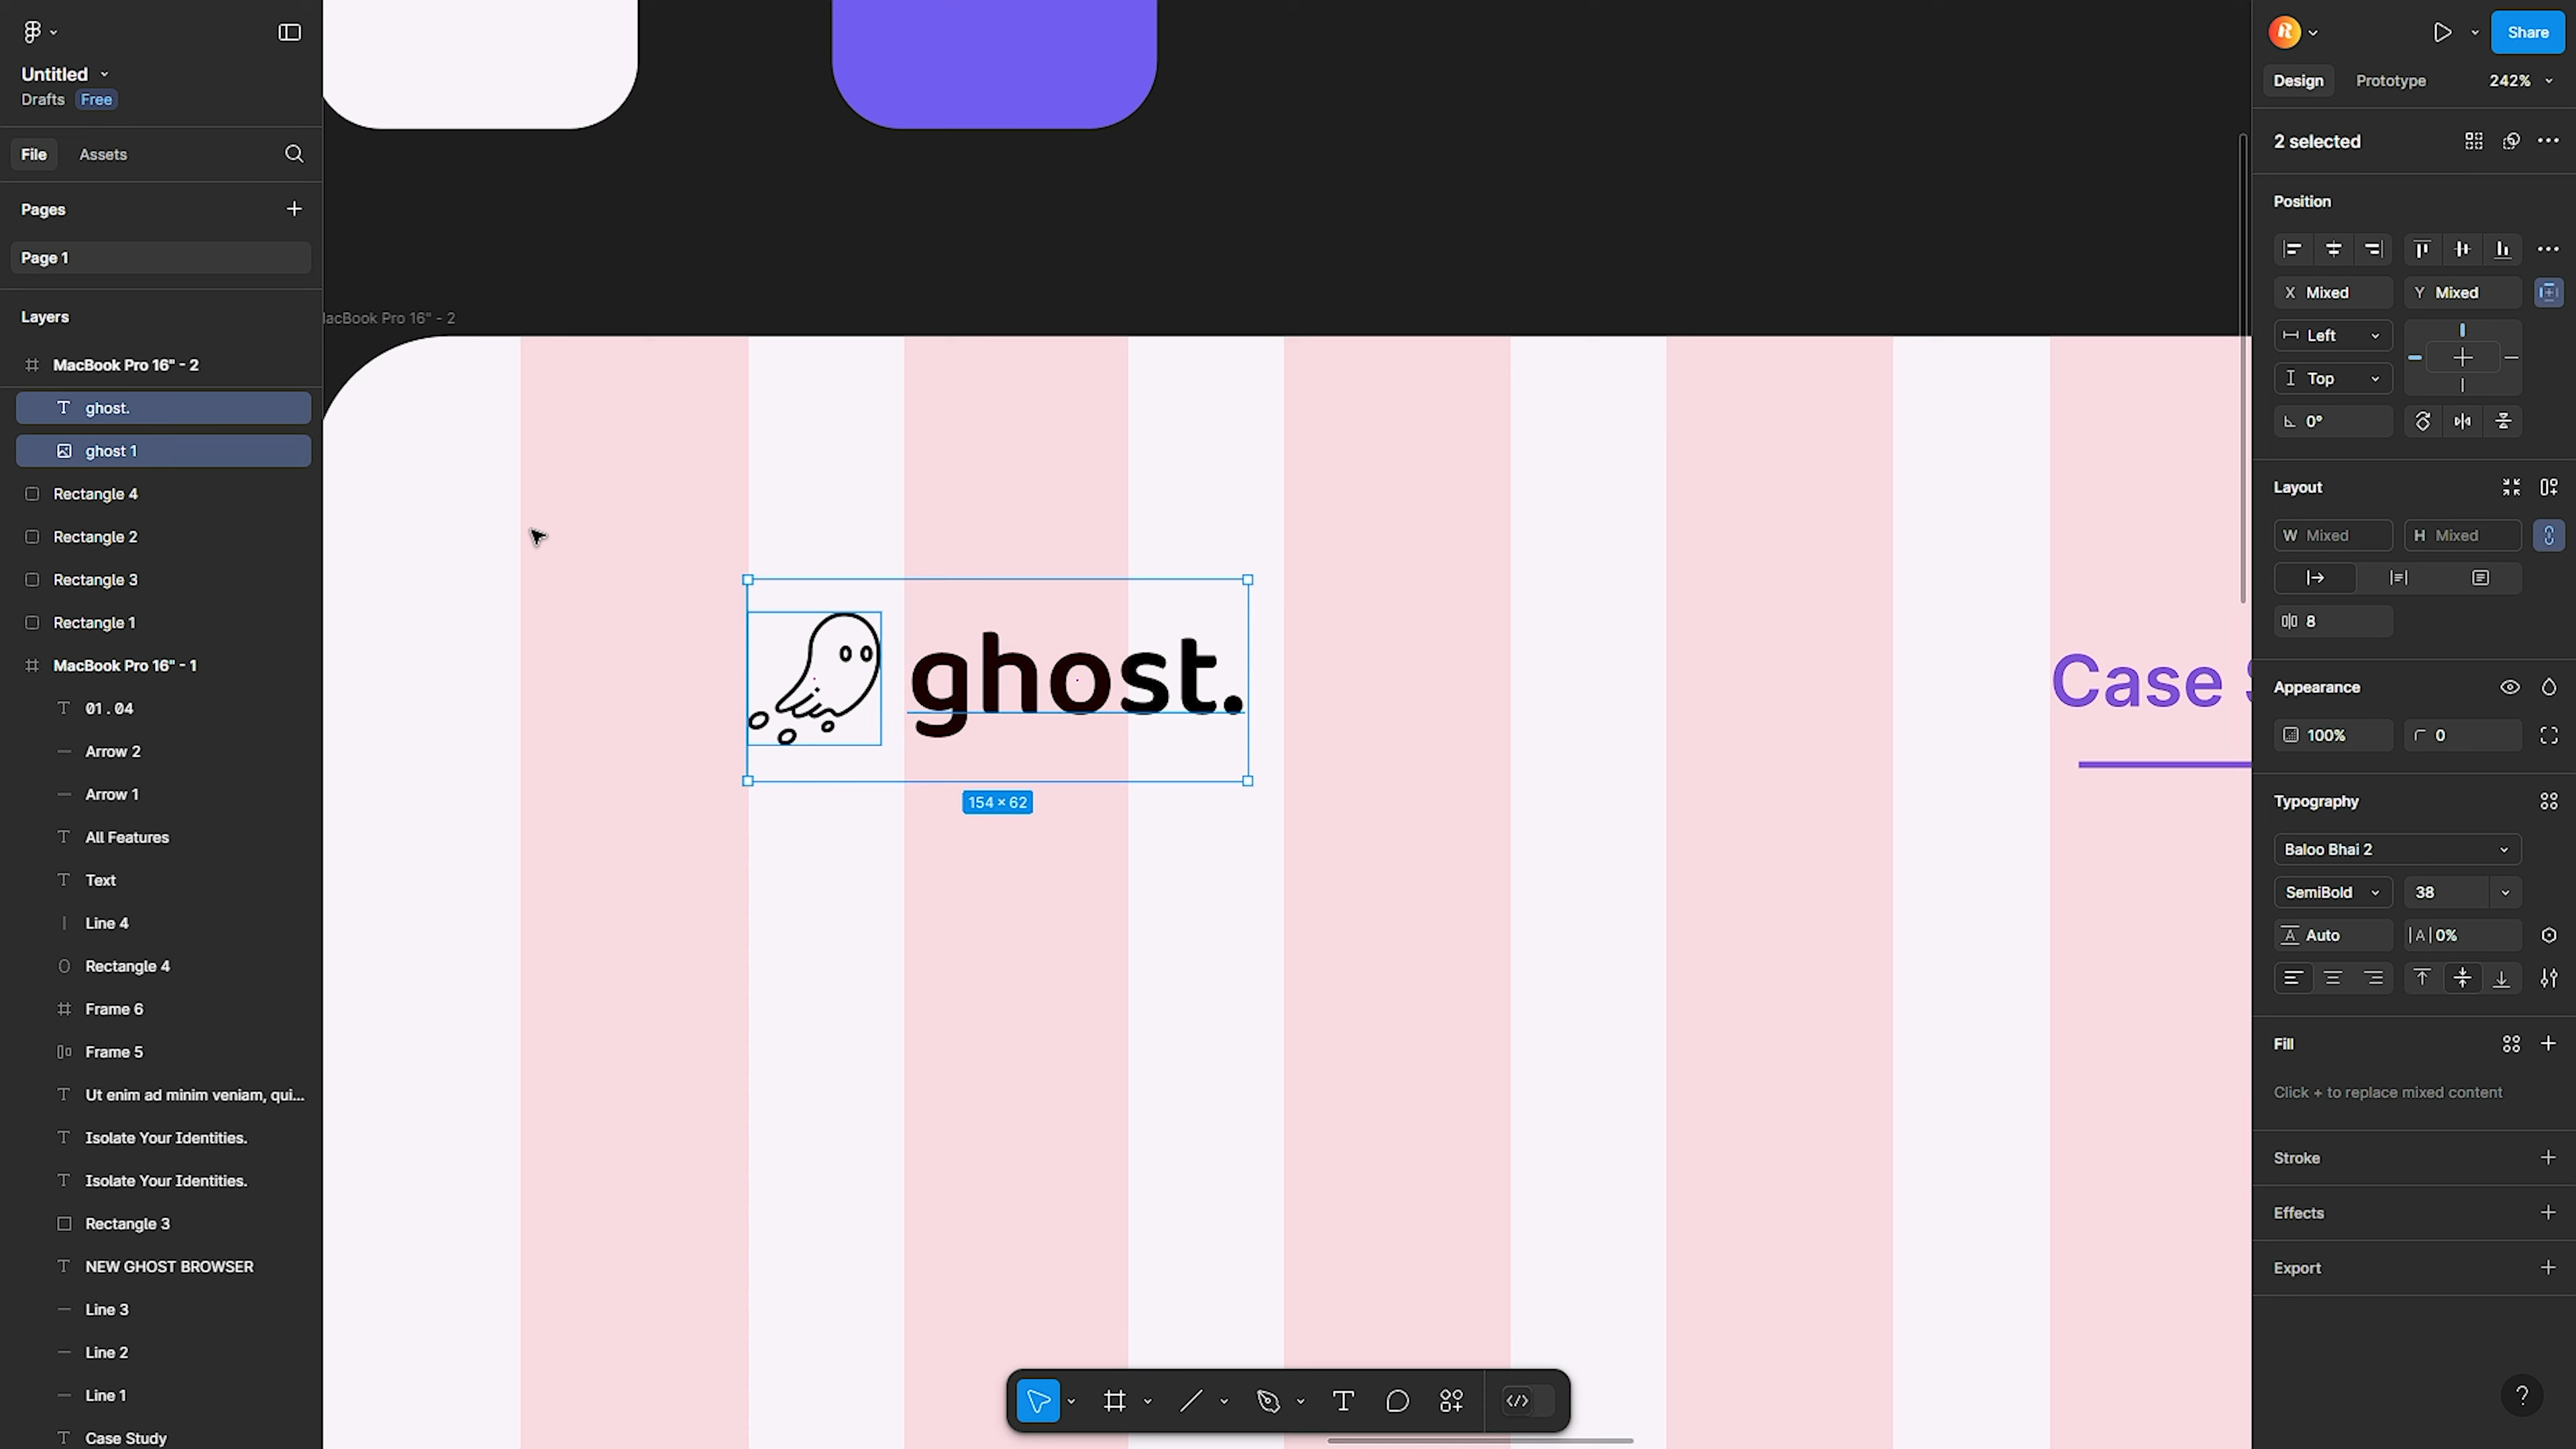 Untitled
Drafts Free
File Assets
Pages
Page 1
Layers
MacBook Pro 16" - 2
ghost.
ghost 1
Rectangle 4
Rectangle 2
Rectangle 3
Rectangle 1
MacBook Pro 16" - 1
01 . 04
Arrow 2
Arrow 1
All Features
Text
Line 4
Rectangle 4
Frame 6
Frame 5
Ut enim ad minim veniam, qui...
Isolate Your Identities.
Isolate Your Identities.
Rectangle 3
NEW GHOST BROWSER
Line 3
Line 2
Line 1
Case Study
acBook Pro 16" - 2
ghost.
154 × 62
Case
Share
Design Prototype 242%
2 selected
Position
X Mixed Y Mixed
Left
Top
0°
Layout
W Mixed H Mixed
8
Appearance
100% 0
Typography
Baloo Bhai 2
SemiBold 38
Auto 0%
Fill
Click + to replace mixed content
Stroke
Effects
Export
?